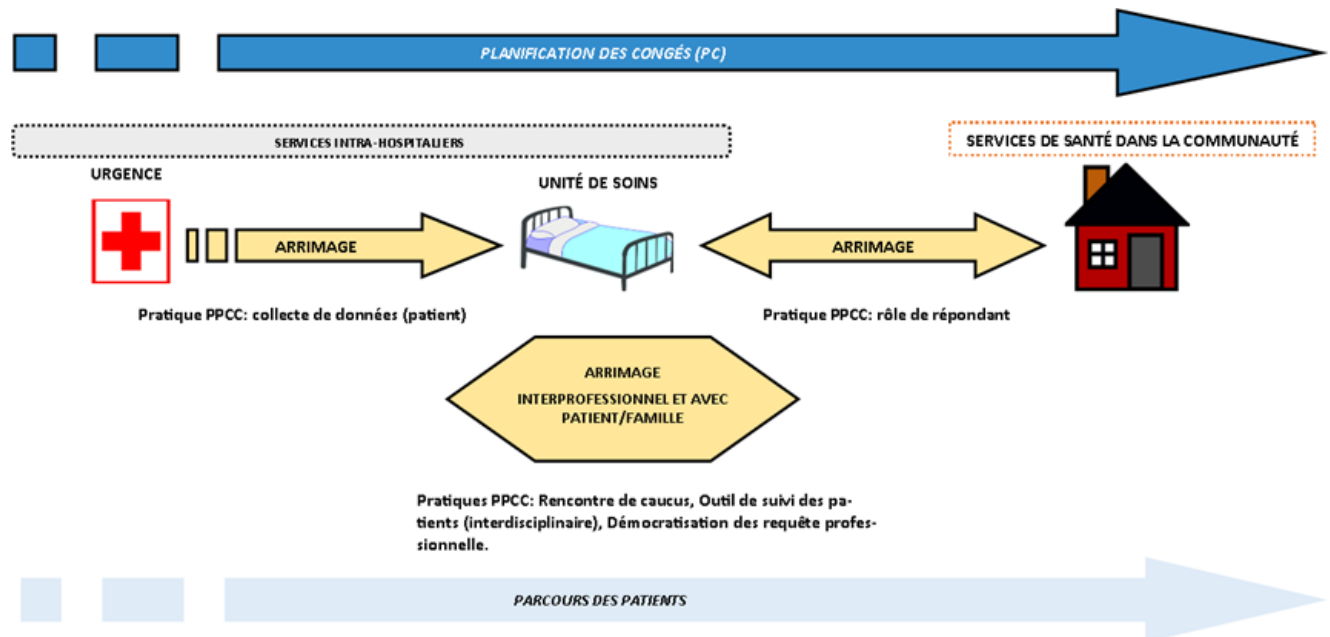 PLANIFICATION DES CONGÉS (PC)
SERVICES INTRA-HOSPITALIERS
SERVICES DE SANTÉ DANS LA COMMUNAUTÉ
URGENCE
UNITÉ DE SOINS
ARRIMAGE
ARRIMAGE
Pratique PPCC: collecte de données (patient)
Pratique PPCC: rôle de répondant
ARRIMAGE
INTERPROFESSIONNEL ET AVEC
PATIENT/FAMILLE
Pratiques PPCC: Rencontre de caucus, Outil de suivi des pa-
tients (interdisciplinaire), Démocratisation des requête profes-
sionnelle.
PARCOURS DES PATIENTS